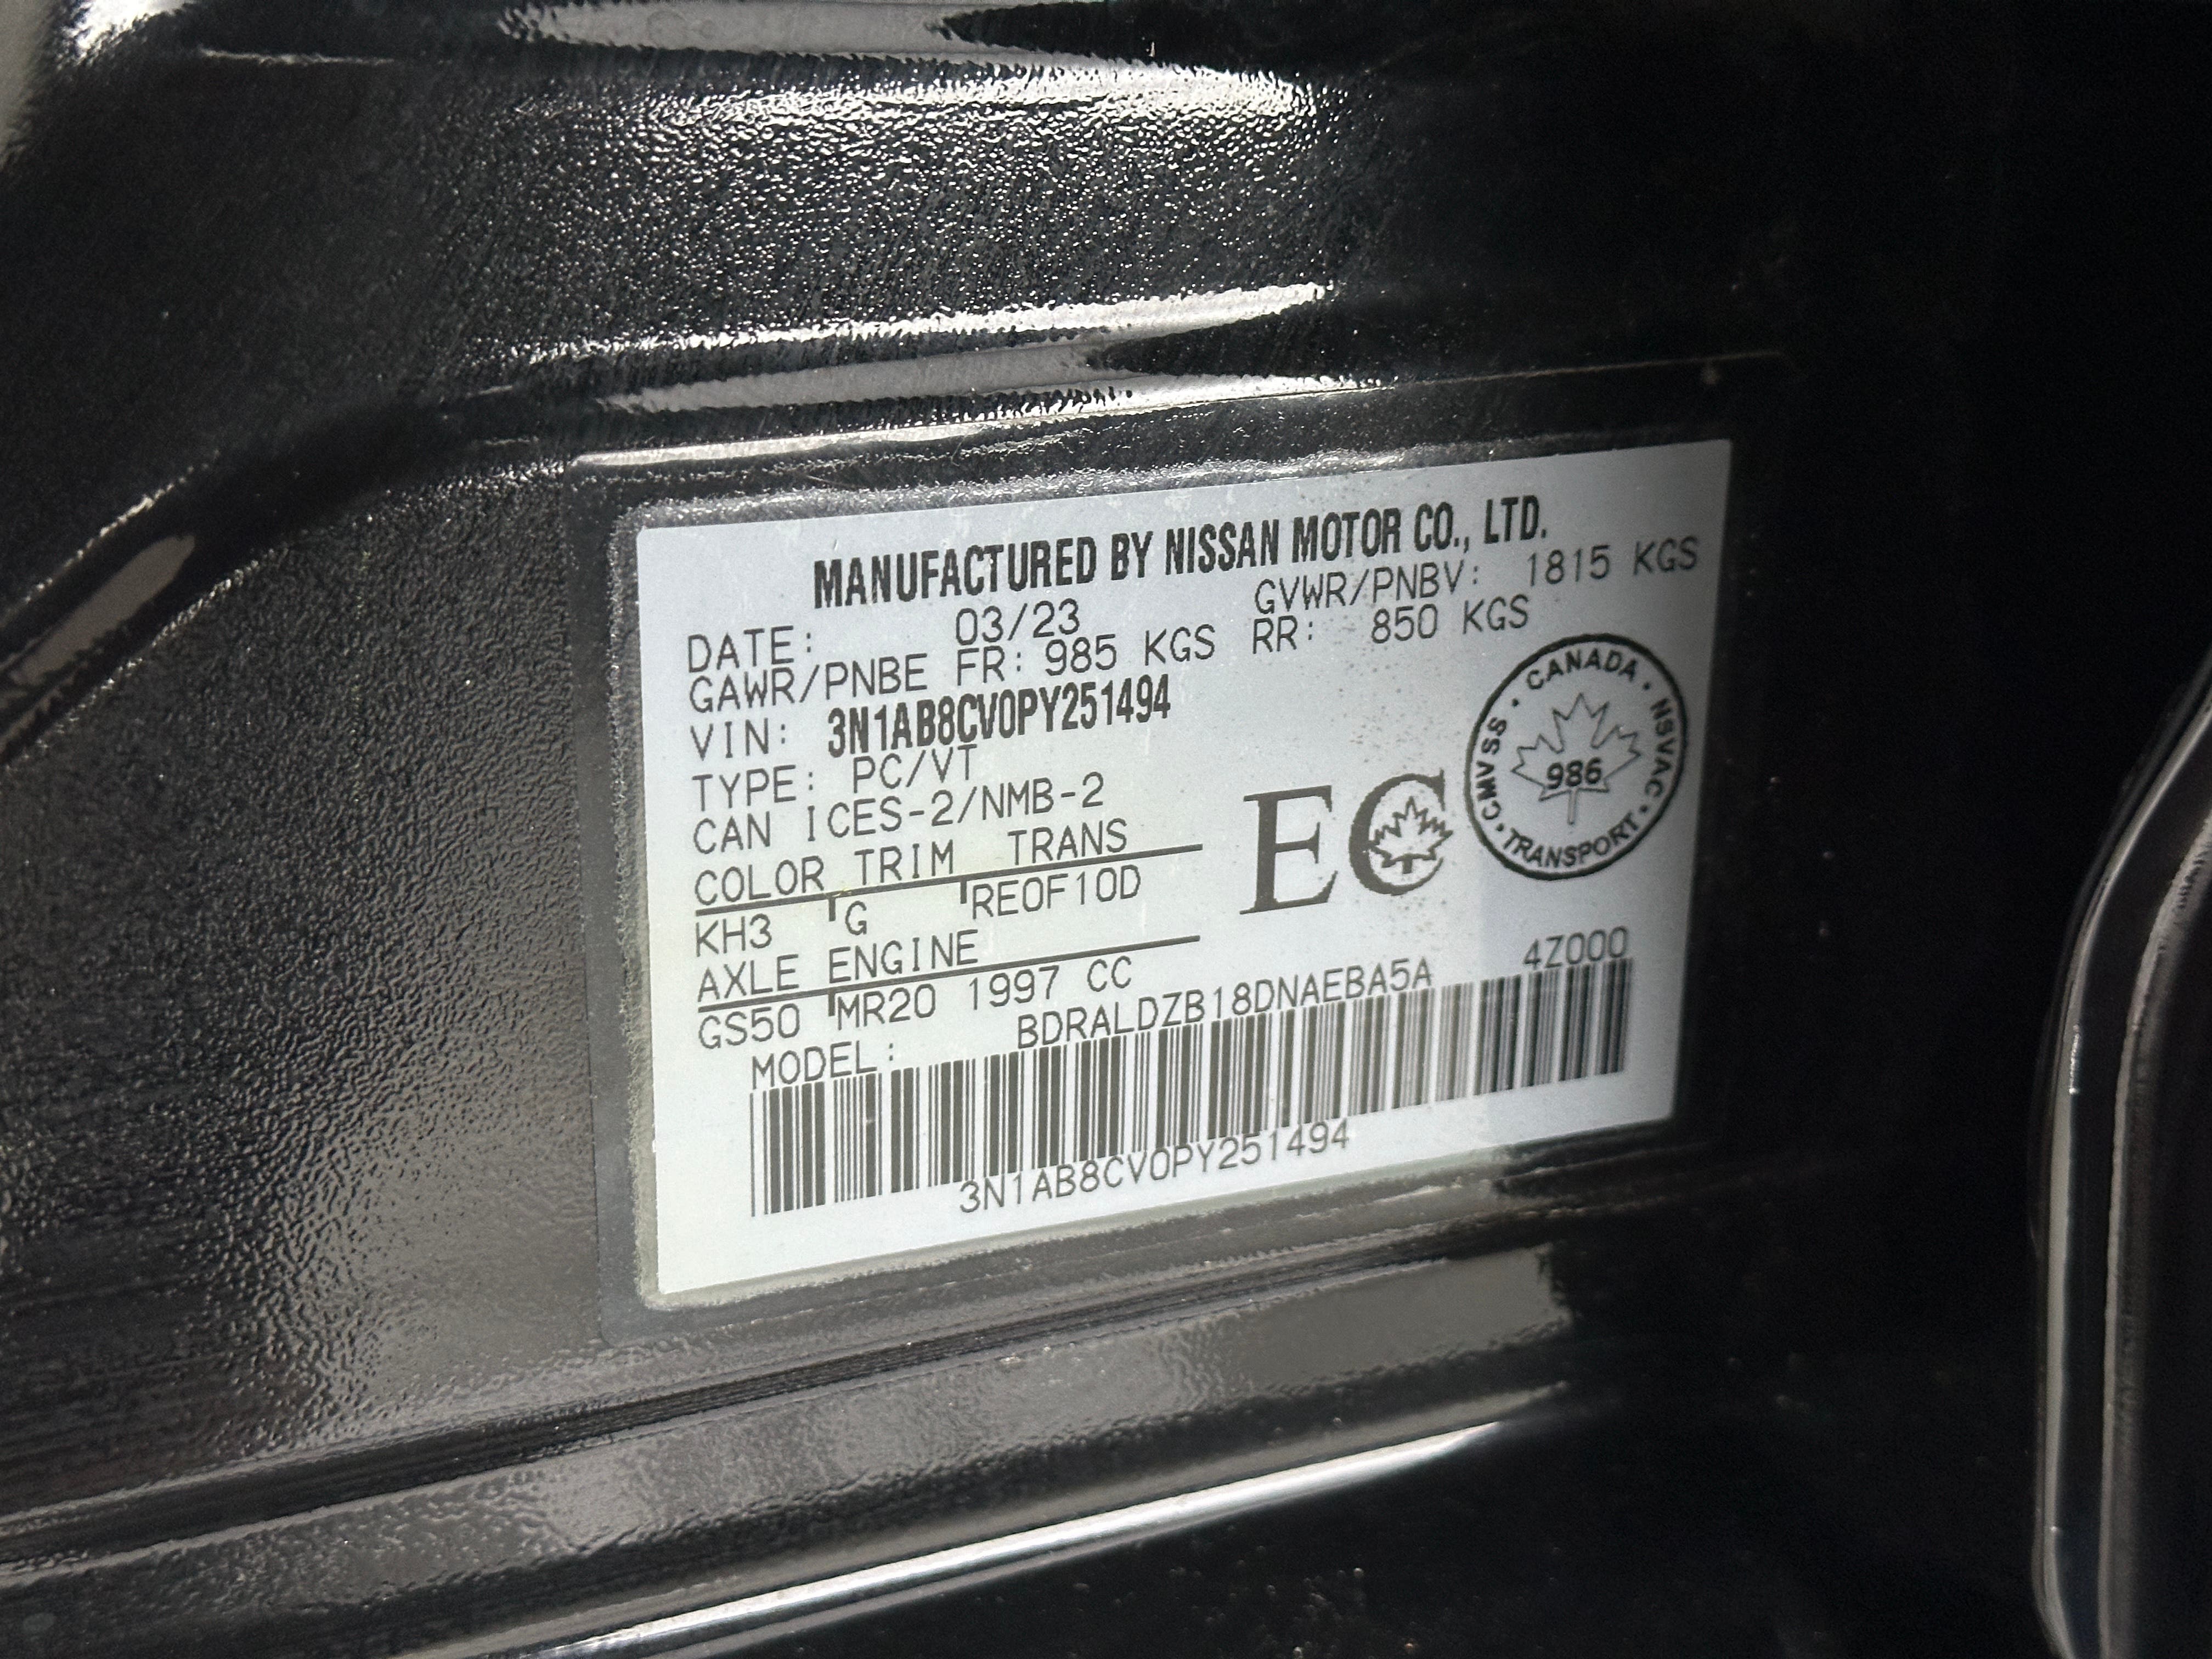 MANUFACTURED BY NISSAN MOTOR CO., LTD.
DATE: 03/23 GVWR/PNBV: 1815 KGS
GAWR/PNBE FR: 985 KGS RR: 850 KGS
VIN: 3N1AB8CV0PY251494
TYPE: PC/VT
CAN ICES-2/NMB-2
COLOR TRIM TRANS
KH3 G RE0F10D
AXLE ENGINE
GS50 MR20 1997 CC
MODEL: BDRALDZB18DNAEBA5A 4Z000
3N1AB8CV0PY251494
EC
CANADA · NSVAC · TRANSPORT · CMVSS ·
986